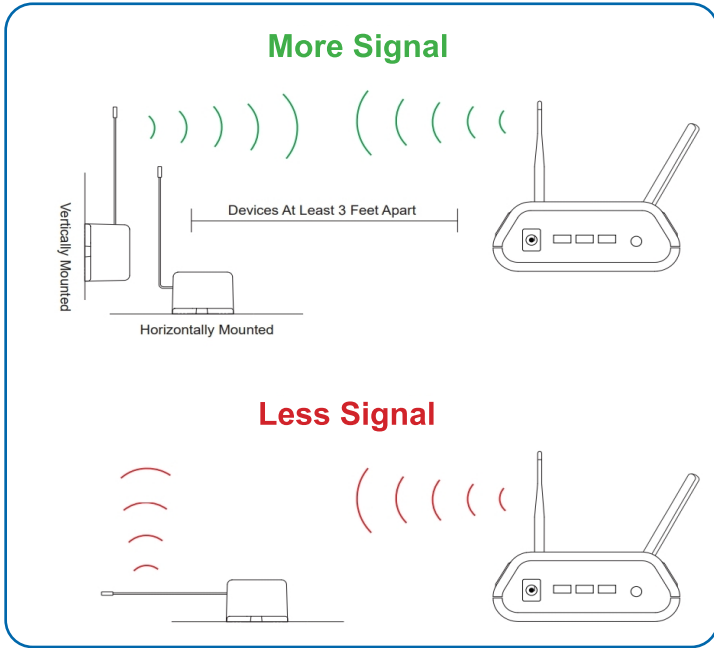 More Signal
Vertically Mounted
Devices At Least 3 Feet Apart
Horizontally Mounted
Less Signal